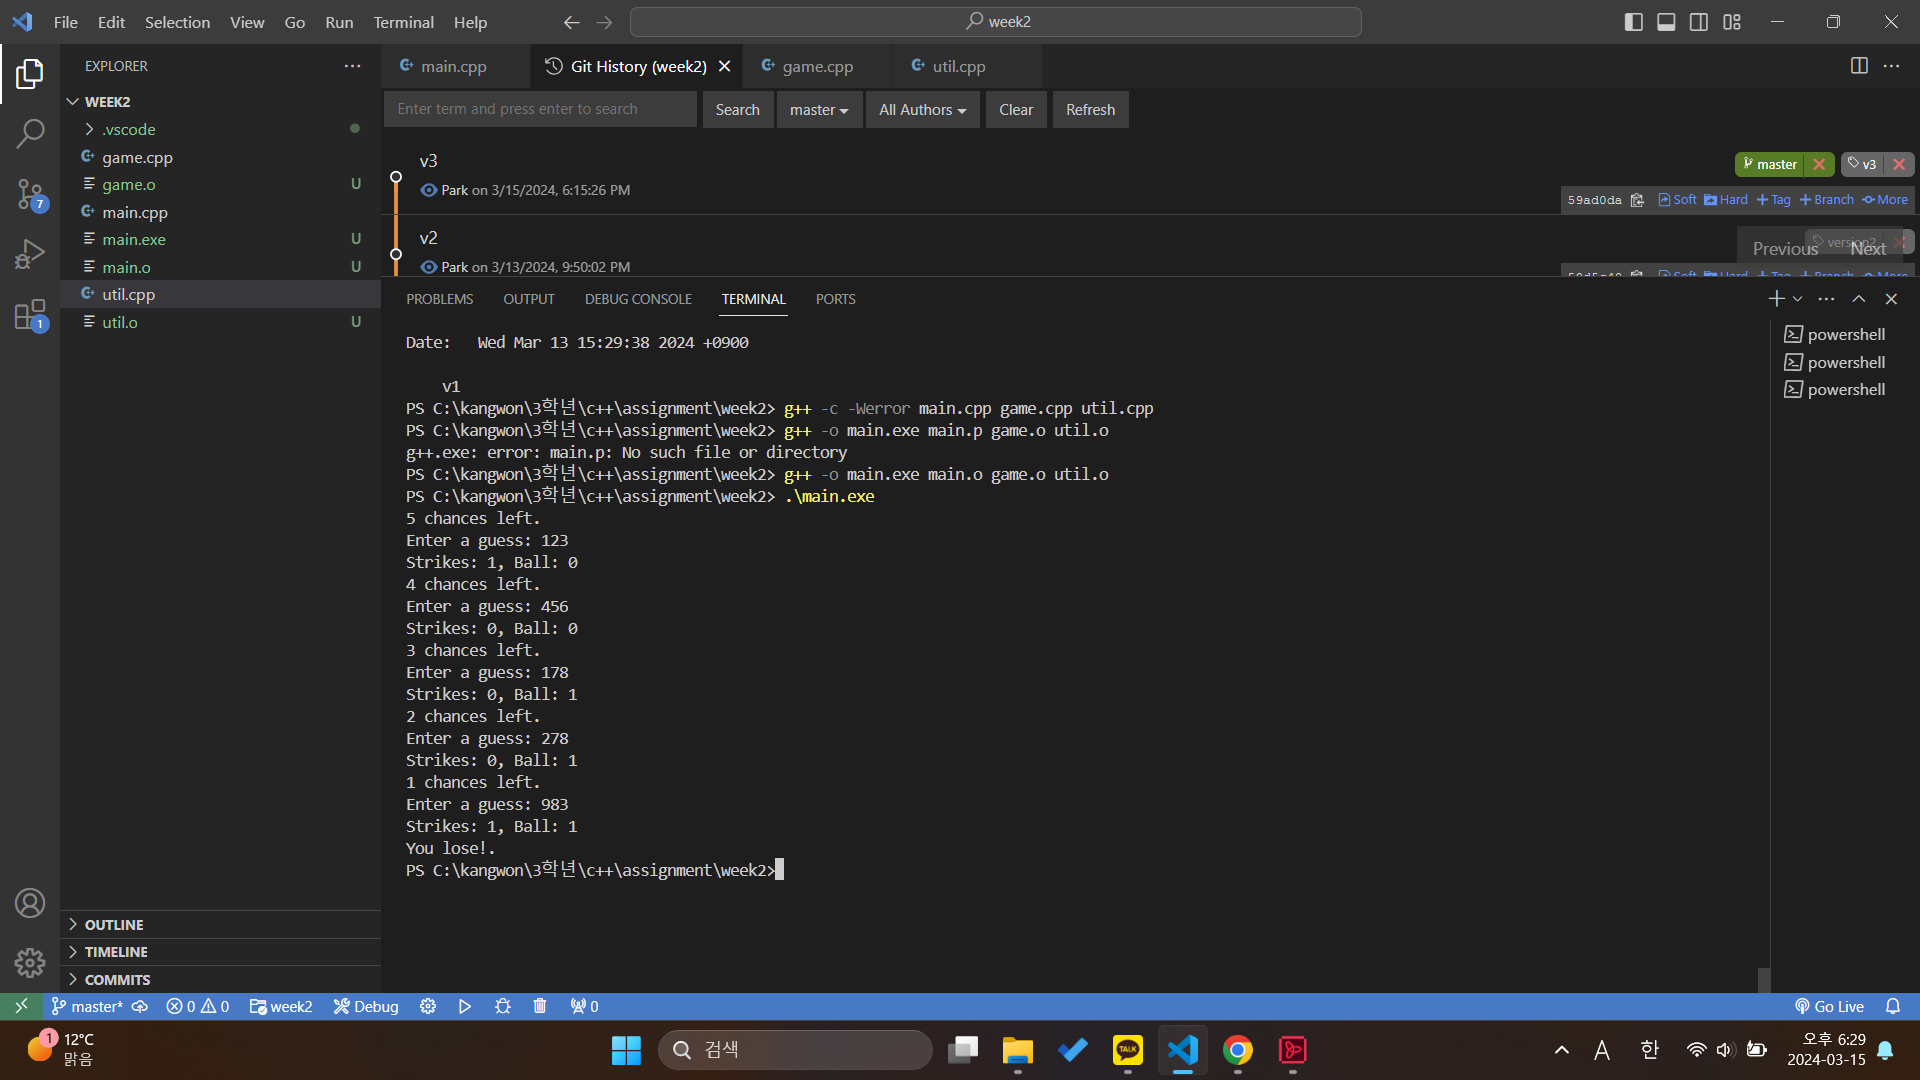 File Edit Selection View Go Run Terminal Help
week2
EXPLORER
WEEK2
.vscode
game.cpp
game.o U
main.cpp
main.exe U
main.o U
util.cpp
util.o U
7
1
OUTLINE
TIMELINE
COMMITS
main.cpp
Git History (week2)
game.cpp
util.cpp
Enter term and press enter to search
Search
master
All Authors
Clear
Refresh
v3
Park on 3/15/2024, 6:15:26 PM
master
v3
59ad0da Soft Hard Tag Branch More
v2
Park on 3/13/2024, 9:50:02 PM
version2
Previous Next
Soft Hard Tag Branch More
PROBLEMS OUTPUT DEBUG CONSOLE TERMINAL PORTS
powershell
powershell
powershell
Date:   Wed Mar 13 15:29:38 2024 +0900
v1
PS C:\kangwon\3학년\c++\assignment\week2> g++ -c -Werror main.cpp game.cpp util.cpp
PS C:\kangwon\3학년\c++\assignment\week2> g++ -o main.exe main.p game.o util.o
g++.exe: error: main.p: No such file or directory
PS C:\kangwon\3학년\c++\assignment\week2> g++ -o main.exe main.o game.o util.o
PS C:\kangwon\3학년\c++\assignment\week2> .\main.exe
5 chances left.
Enter a guess: 123
Strikes: 1, Ball: 0
4 chances left.
Enter a guess: 456
Strikes: 0, Ball: 0
3 chances left.
Enter a guess: 178
Strikes: 0, Ball: 1
2 chances left.
Enter a guess: 278
Strikes: 0, Ball: 1
1 chances left.
Enter a guess: 983
Strikes: 1, Ball: 1
You lose!.
PS C:\kangwon\3학년\c++\assignment\week2>
master* 0 0 week2 Debug 0 Go Live
1
12°C
맑음
검색
TALK
A
한
오후 6:29
2024-03-15